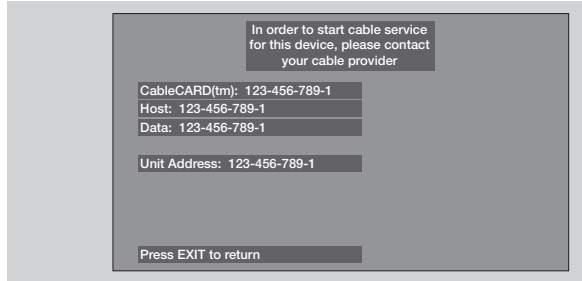 In order to start cable service
for this device, please contact
your cable provider
CableCARD(tm): 123-456-789-1
Host: 123-456-789-1
Data: 123-456-789-1
Unit Address: 123-456-789-1
Press EXIT to return